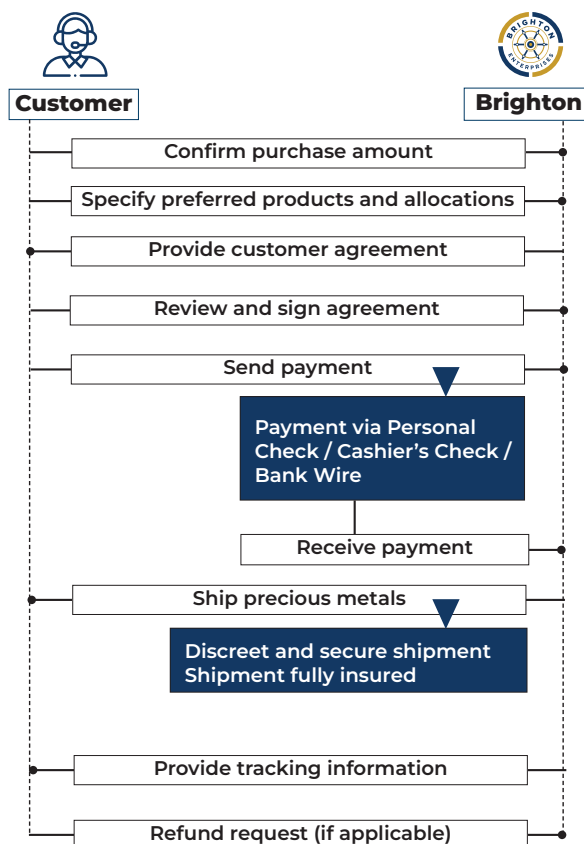 BRIGHTON
ENTERPRISES
Customer
Brighton
Confirm purchase amount
Specify preferred products and allocations
Provide customer agreement
Review and sign agreement
Send payment
Payment via Personal
Check / Cashier’s Check /
Bank Wire
Receive payment
Ship precious metals
Discreet and secure shipment
Shipment fully insured
Provide tracking information
Refund request (if applicable)